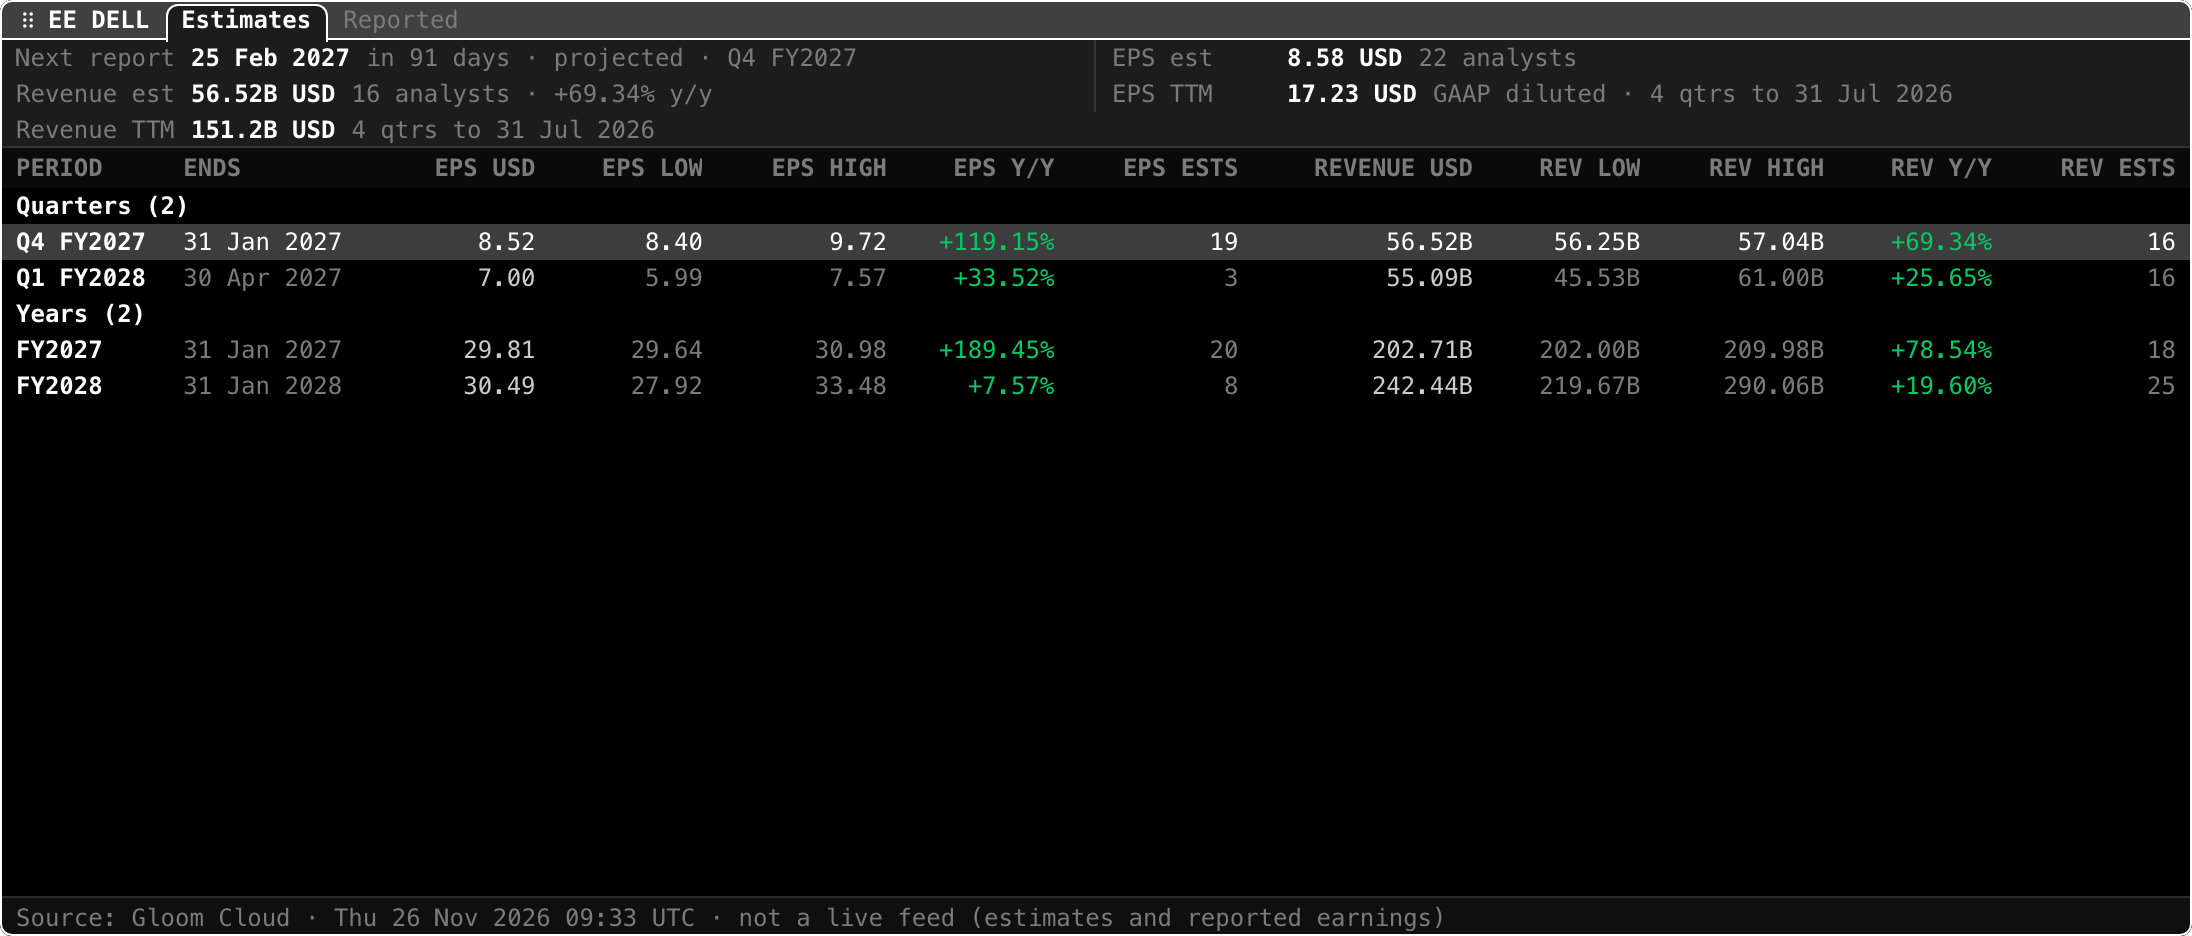 ⠿ EE DELL Estimates Reported
Next report 25 Feb 2027 in 91 days · projected · Q4 FY2027 EPS est 8.58 USD 22 analysts
Revenue est 56.52B USD 16 analysts · +69.34% y/y EPS TTM 17.23 USD GAAP diluted · 4 qtrs to 31 Jul 2026
Revenue TTM 151.2B USD 4 qtrs to 31 Jul 2026
PERIOD ENDS EPS USD EPS LOW EPS HIGH EPS Y/Y EPS ESTS REVENUE USD REV LOW REV HIGH REV Y/Y REV ESTS
Quarters (2)
Q4 FY2027 31 Jan 2027 8.52 8.40 9.72 +119.15% 19 56.52B 56.25B 57.04B +69.34% 16
Q1 FY2028 30 Apr 2027 7.00 5.99 7.57 +33.52% 3 55.09B 45.53B 61.00B +25.65% 16
Years (2)
FY2027 31 Jan 2027 29.81 29.64 30.98 +189.45% 20 202.71B 202.00B 209.98B +78.54% 18
FY2028 31 Jan 2028 30.49 27.92 33.48 +7.57% 8 242.44B 219.67B 290.06B +19.60% 25
Source: Gloom Cloud · Thu 26 Nov 2026 09:33 UTC · not a live feed (estimates and reported earnings)